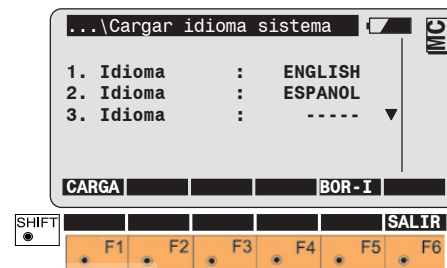 ...\Cargar idioma sistema
MC
1. Idioma : ENGLISH
2. Idioma : ESPANOL
3. Idioma : -----
CARGA BOR-I
SHIFT SALIR
F1 F2 F3 F4 F5 F6